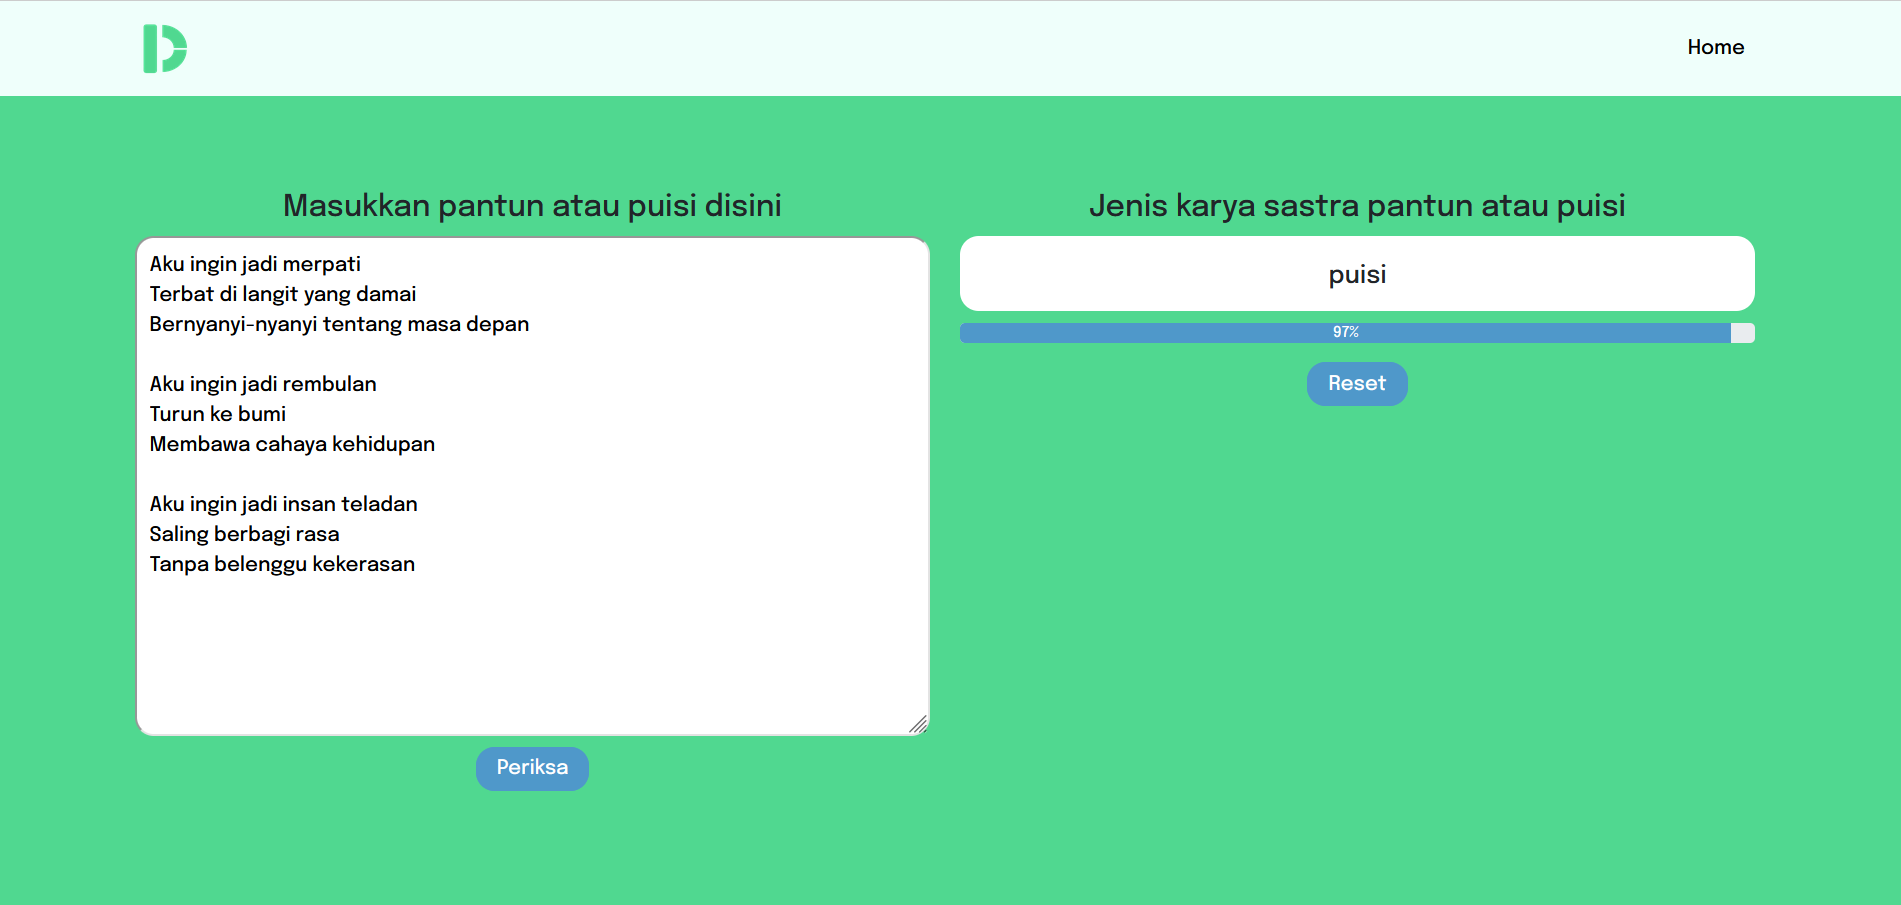 Home
Masukkan pantun atau puisi disini
Aku ingin jadi merpati
Terbat di langit yang damai
Bernyanyi-nyanyi tentang masa depan
Aku ingin jadi rembulan
Turun ke bumi
Membawa cahaya kehidupan
Aku ingin jadi insan teladan
Saling berbagi rasa
Tanpa belenggu kekerasan
Periksa
Jenis karya sastra pantun atau puisi
puisi
97%
Reset